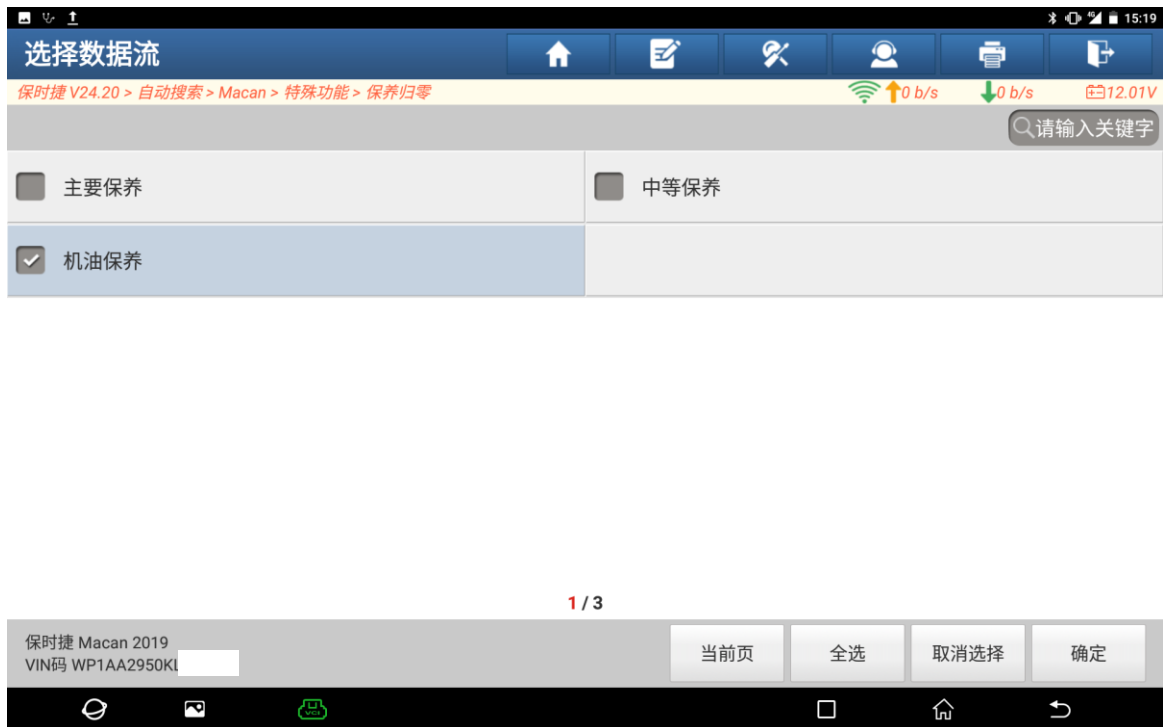 15:19
选择数据流
保时捷 V24.20 > 自动搜索 > Macan > 特殊功能 > 保养归零
0 b/s
0 b/s
12.01V
请输入关键字
主要保养
中等保养
机油保养
1 / 3
保时捷 Macan 2019
VIN码 WP1AA2950KL
当前页
全选
取消选择
确定
VCI